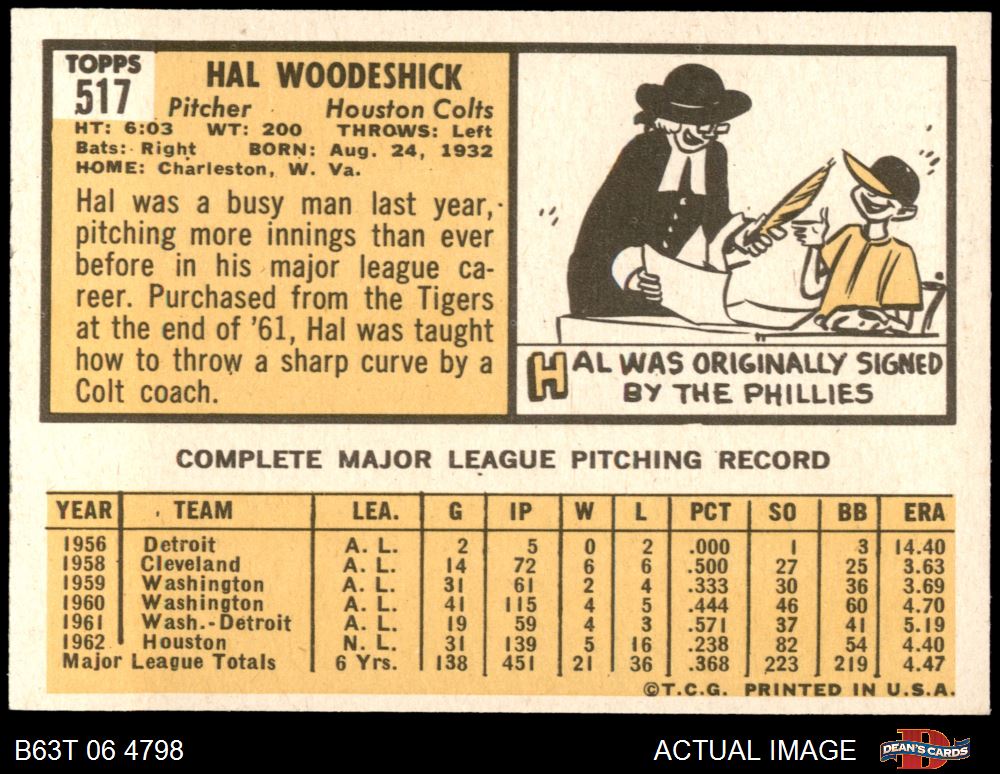 TOPPS
517
HAL WOODESHICK
Pitcher Houston Colts
HT: 6:03 WT: 200 THROWS: Left
Bats: Right BORN: Aug. 24, 1932
HOME: Charleston, W. Va.
Hal was a busy man last year,
pitching more innings than ever
before in his major league ca-
reer. Purchased from the Tigers
at the end of '61, Hal was taught
how to throw a sharp curve by a
Colt coach.
HAL WAS ORIGINALLY SIGNED
BY THE PHILLIES
COMPLETE MAJOR LEAGUE PITCHING RECORD
YEAR TEAM LEA. G IP W L PCT SO BB ERA
1956 Detroit A. L. 2 5 0 2 .000 1 3 14.40
1958 Cleveland A. L. 14 72 6 6 .500 27 25 3.63
1959 Washington A. L. 31 61 2 4 .333 30 36 3.69
1960 Washington A. L. 41 115 4 5 .444 46 60 4.70
1961 Wash.-Detroit A. L. 19 59 4 3 .571 37 41 5.19
1962 Houston N. L. 31 139 5 16 .238 82 54 4.40
Major League Totals 6 Yrs. 138 451 21 36 .368 223 219 4.47
©T.C.G. PRINTED IN U.S.A.
B63T 06 4798
ACTUAL IMAGE
DEAN'S CARDS